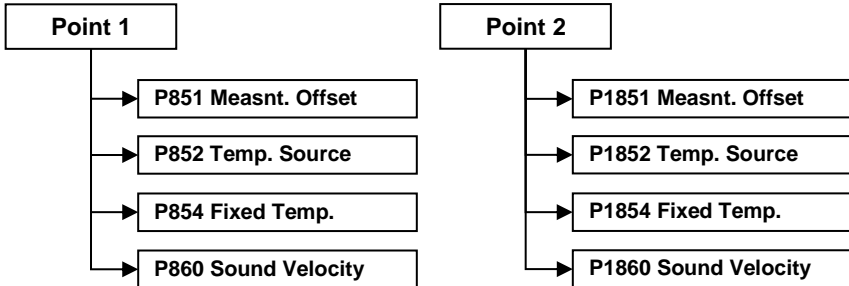 Point 1
P851 Measnt. Offset
P852 Temp. Source
P854 Fixed Temp.
P860 Sound Velocity
Point 2
P1851 Measnt. Offset
P1852 Temp. Source
P1854 Fixed Temp.
P1860 Sound Velocity